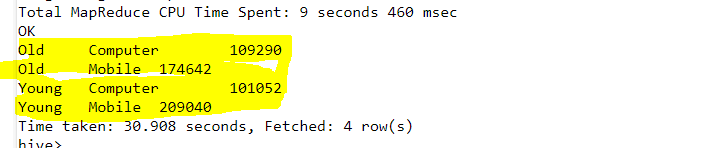 Total MapReduce CPU Time Spent: 9 seconds 460 msec
OK
Old Computer 109290
Old Mobile 174642
Young Computer 101052
Young Mobile 209040
Time taken: 30.908 seconds, Fetched: 4 row(s)
hive>